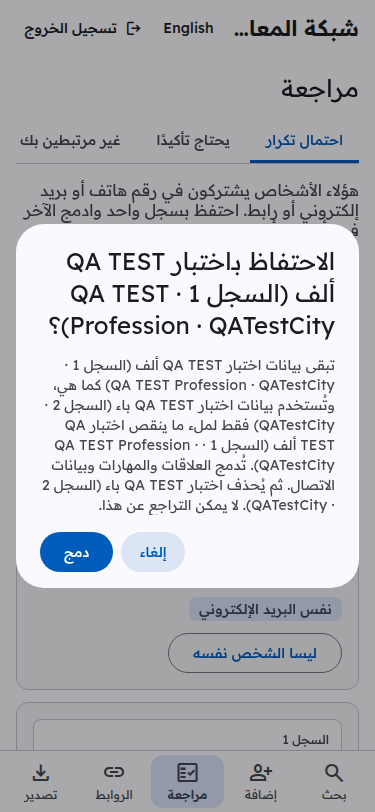 شبكة المعا...
English
تسجيل الخروج
مراجعة
احتمال تكرار
يحتاج تأكيدًا
غير مرتبطين بك
هؤلاء الأشخاص يشتركون في رقم هاتف أو بريد
إلكتروني أو رابط. احتفظ بسجل واحد وادمج الآخر
الاحتفاظ باختبار QA TEST
ألف (السجل 1 · QA TEST
Profession · QATestCity)؟
تبقى بيانات اختبار QA TEST ألف (السجل 1 ·
QA TEST Profession · QATestCity) كما هي،
وتُستخدم بيانات اختبار QA TEST باء (السجل 2 ·
QATestCity) فقط لملء ما ينقص اختبار QA
TEST ألف (السجل 1 · QA TEST Profession ·
QATestCity). تُدمج العلاقات والمهارات وبيانات
الاتصال. ثم يُحذف اختبار QA TEST باء (السجل 2
· QATestCity). لا يمكن التراجع عن هذا.
إلغاء
دمج
نفس البريد الإلكتروني
ليسا الشخص نفسه
السجل 1
بحث
إضافة
مراجعة
الروابط
تصدير